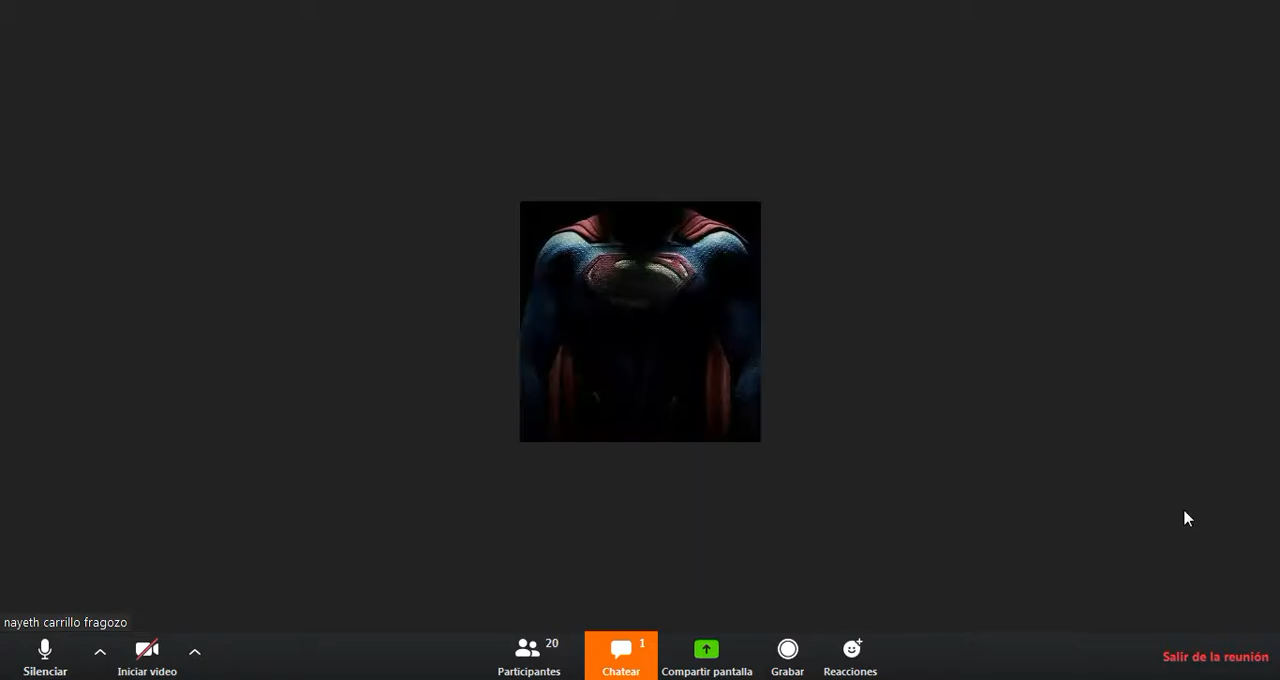 nayeth carrillo fragozo
Silenciar
Iniciar video
20
Participantes
1
Chatear
Compartir pantalla
Grabar
Reacciones
Salir de la reunión